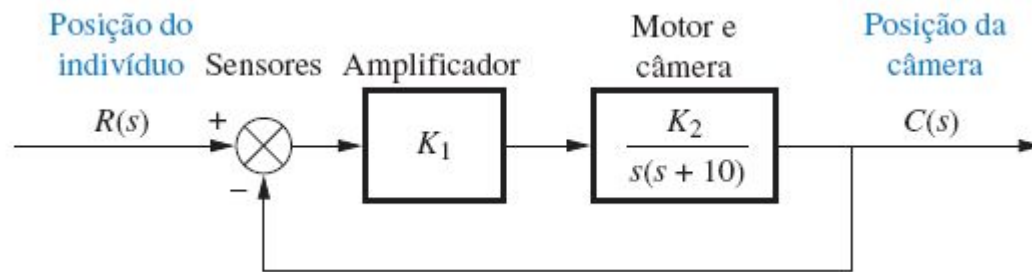 Posição do
indivíduo
Sensores
Amplificador
Motor e
câmera
Posição da
câmera
R(s)
+
−
K₁
K₂
s(s + 10)
C(s)